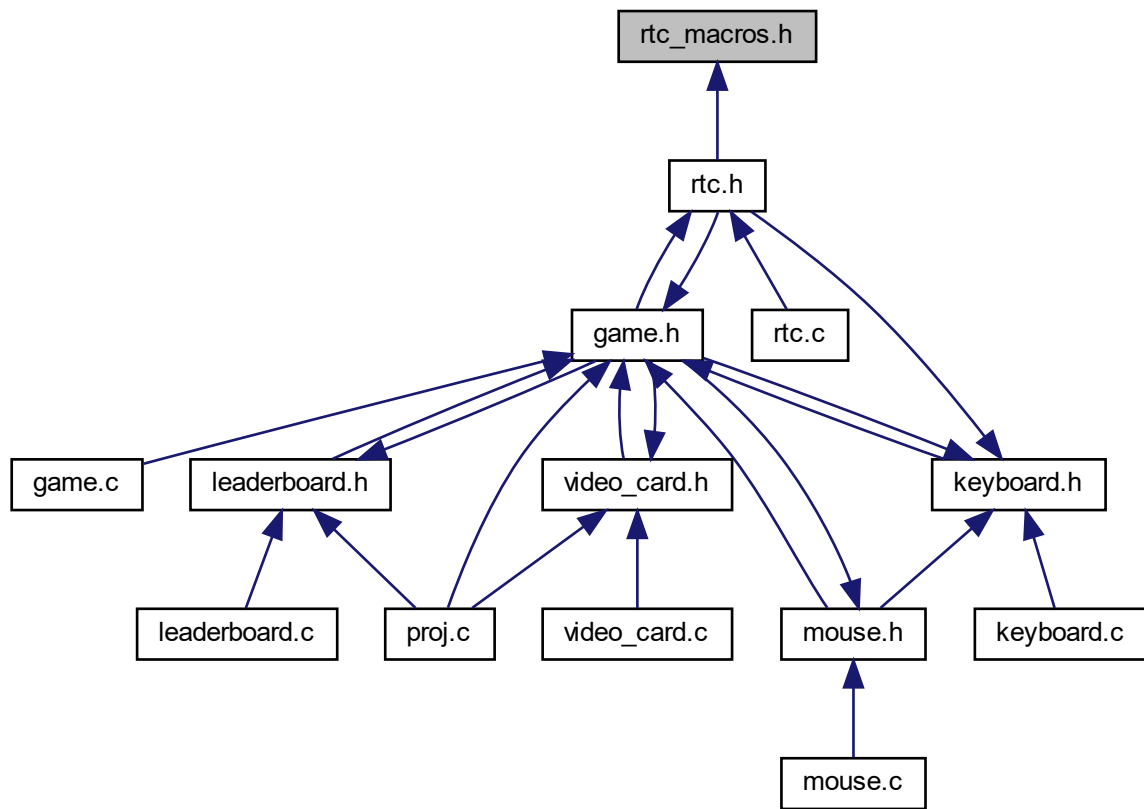 rtc_macros.h
rtc.h
game.h
rtc.c
game.c
leaderboard.h
video_card.h
keyboard.h
leaderboard.c
proj.c
video_card.c
mouse.h
keyboard.c
mouse.c